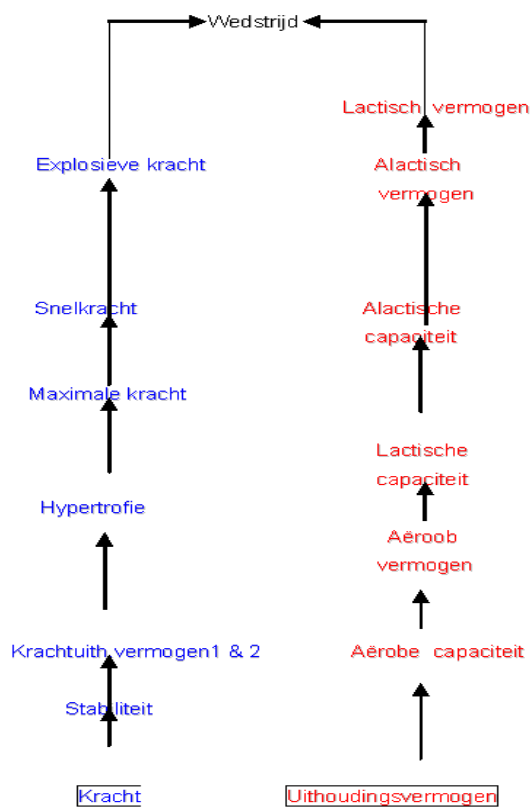 Wedstrijd
Lactisch vermogen
Explosieve kracht
Alactisch
vermogen
Snelkracht
Alactische
capaciteit
Maximale kracht
Lactische
capaciteit
Hypertrofie
Aëroob
vermogen
Krachtuith vermogen1 & 2
Aërobe capaciteit
Stabiliteit
Kracht
Uithoudingsvermogen